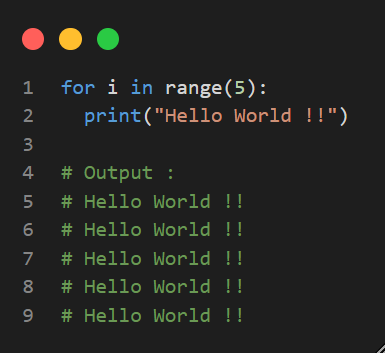 1 for i in range(5):
2   print("Hello World !!")
3
4 # Output :
5 # Hello World !!
6 # Hello World !!
7 # Hello World !!
8 # Hello World !!
9 # Hello World !!